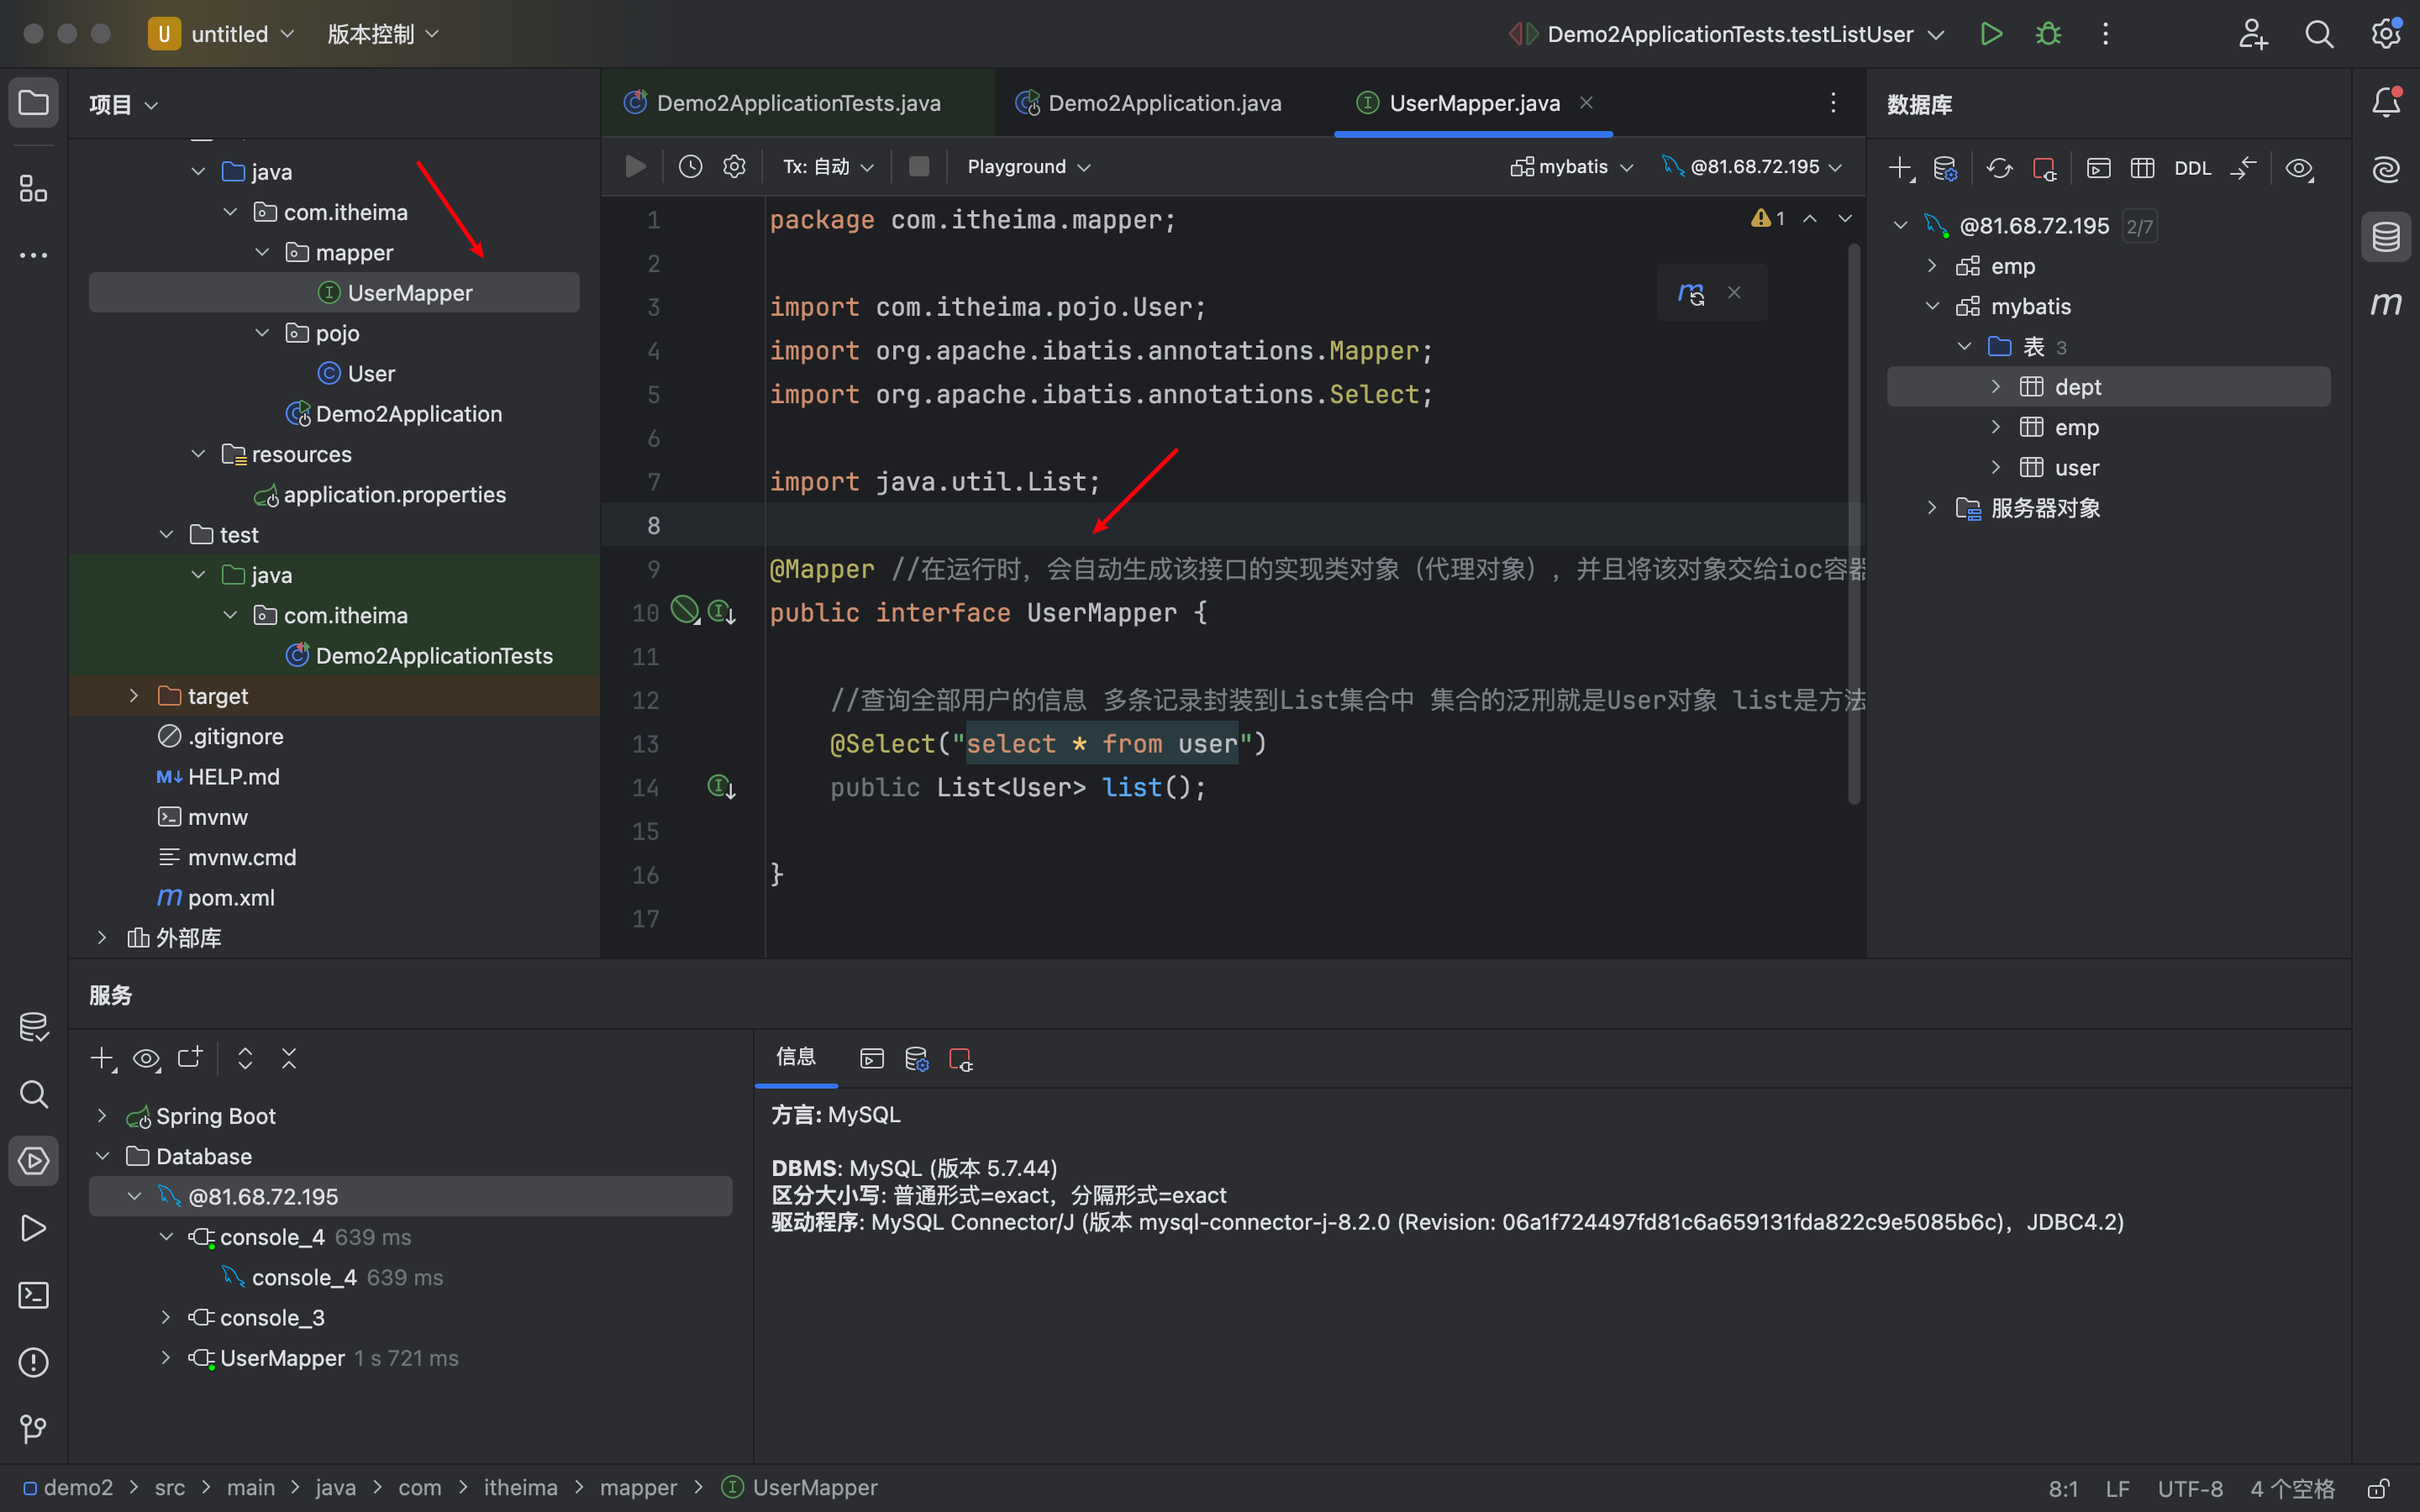 U untitled 版本控制 Demo2ApplicationTests.testListUser
项目
java
com.itheima
mapper
UserMapper
pojo
User
Demo2Application
resources
application.properties
test
java
com.itheima
Demo2ApplicationTests
target
.gitignore
HELP.md
mvnw
mvnw.cmd
pom.xml
外部库
Demo2ApplicationTests.java Demo2Application.java UserMapper.java
Tx: 自动 Playground mybatis @81.68.72.195
1 package com.itheima.mapper;
1
2
3 import com.itheima.pojo.User;
4 import org.apache.ibatis.annotations.Mapper;
5 import org.apache.ibatis.annotations.Select;
6
7 import java.util.List;
8
9 @Mapper //在运行时，会自动生成该接口的实现类对象（代理对象），并且将该对象交给ioc容器
10 public interface UserMapper {
11
12 //查询全部用户的信息 多条记录封装到List集合中 集合的泛刑就是User对象 list是方法
13 @Select("select * from user")
14 public List<User> list();
15
16 }
17
数据库
DDL
@81.68.72.195 2/7
emp
mybatis
表 3
dept
emp
user
服务器对象
服务
Spring Boot
Database
@81.68.72.195
console_4 639 ms
console_4 639 ms
console_3
UserMapper 1 s 721 ms
信息
方言: MySQL
DBMS: MySQL (版本 5.7.44)
区分大小写: 普通形式=exact，分隔形式=exact
驱动程序: MySQL Connector/J (版本 mysql-connector-j-8.2.0 (Revision: 06a1f724497fd81c6a659131fda822c9e5085b6c)，JDBC4.2)
demo2 > src > main > java > com > itheima > mapper > UserMapper
8:1 LF UTF-8 4 个空格